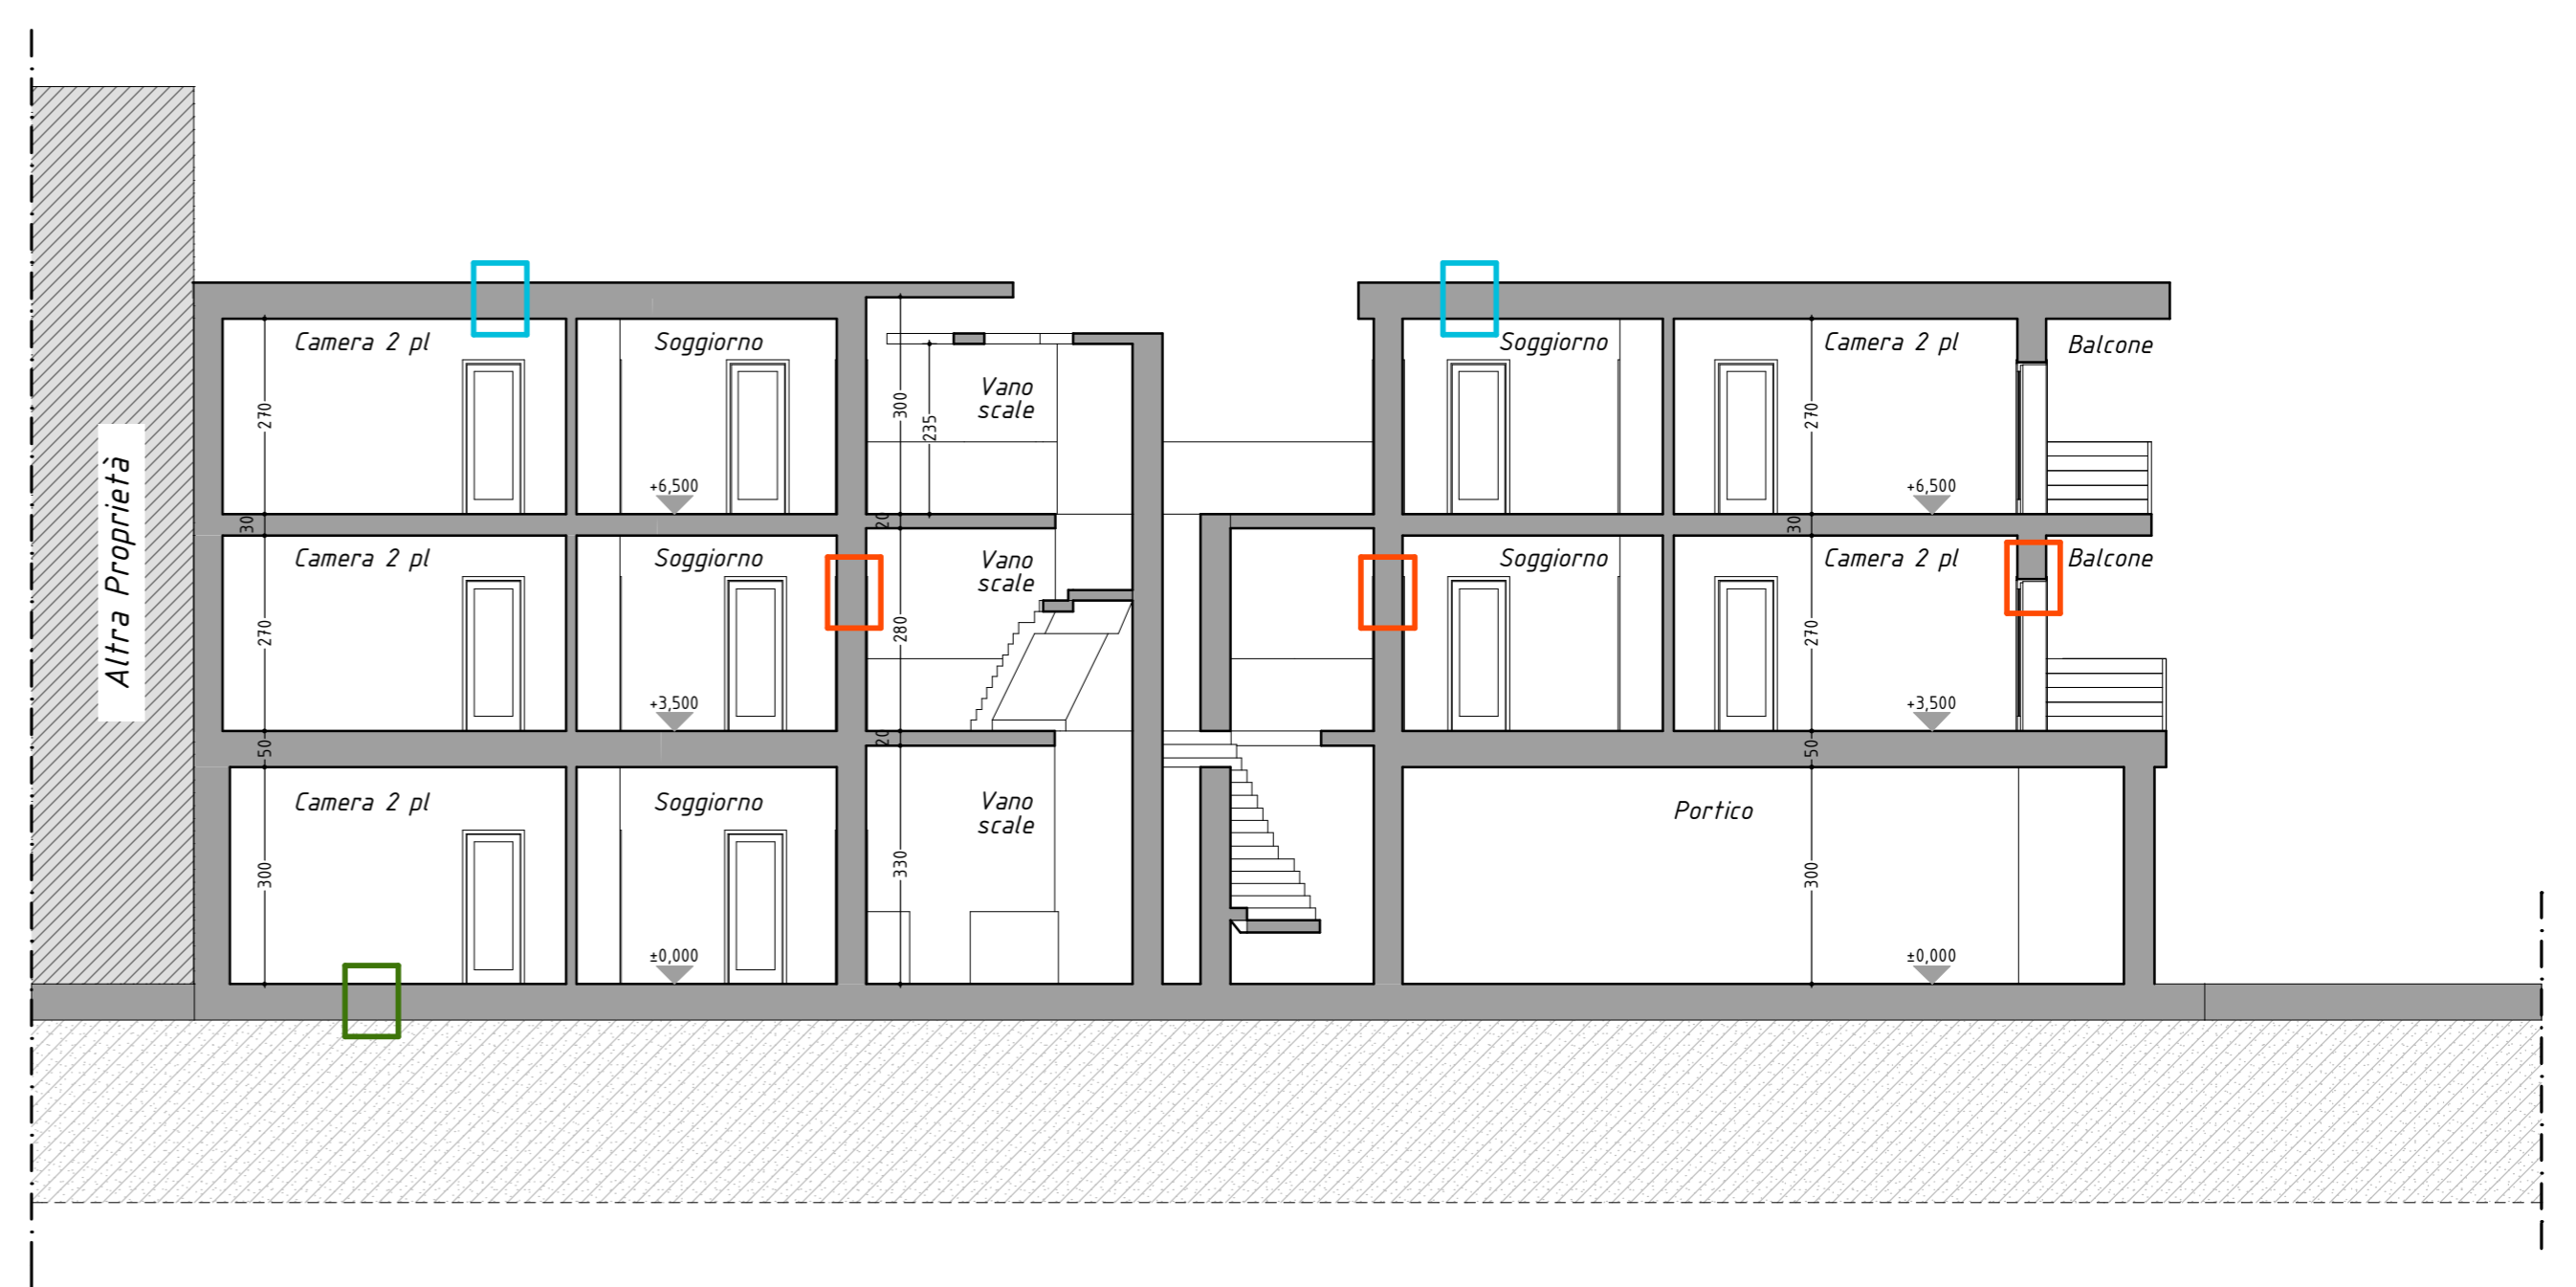 Camera 2 pl
Soggiorno
Vano
scale
Soggiorno
Camera 2 pl
Balcone
270
300
235
270
+6,500
+6,500
30
20
30
Altra Proprietà
Camera 2 pl
Soggiorno
Vano
scale
Soggiorno
Camera 2 pl
Balcone
270
280
270
+3,500
+3,500
50
20
50
Camera 2 pl
Soggiorno
Vano
scale
Portico
300
330
300
±0,000
±0,000